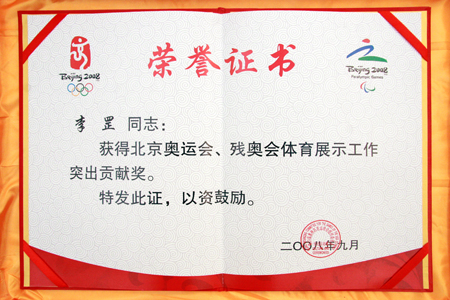 Beijing 2008
荣誉证书
Beijing 2008
Paralympic Games
李罡 同志：
获得北京奥运会、残奥会体育展示工作
突出贡献奖。
特发此证，以资鼓励。
二〇〇八年九月